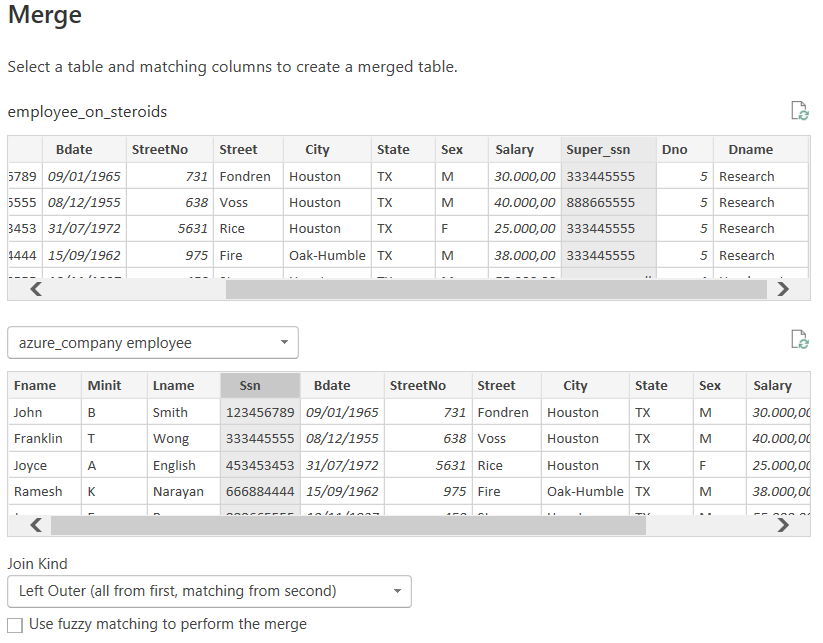 Merge
Select a table and matching columns to create a merged table.
employee_on_steroids
Bdate StreetNo Street City State Sex Salary Super_ssn Dno Dname
5789 09/01/1965 731 Fondren Houston TX M 30.000,00 333445555 5 Research
5555 08/12/1955 638 Voss Houston TX M 40.000,00 888665555 5 Research
3453 31/07/1972 5631 Rice Houston TX F 25.000,00 333445555 5 Research
4444 15/09/1962 975 Fire Oak-Humble TX M 38.000,00 333445555 5 Research
azure_company employee
Fname Minit Lname Ssn Bdate StreetNo Street City State Sex Salary
John B Smith 123456789 09/01/1965 731 Fondren Houston TX M 30.000,00
Franklin T Wong 333445555 08/12/1955 638 Voss Houston TX M 40.000,00
Joyce A English 453453453 31/07/1972 5631 Rice Houston TX F 25.000,00
Ramesh K Narayan 666884444 15/09/1962 975 Fire Oak-Humble TX M 38.000,00
Join Kind
Left Outer (all from first, matching from second)
Use fuzzy matching to perform the merge